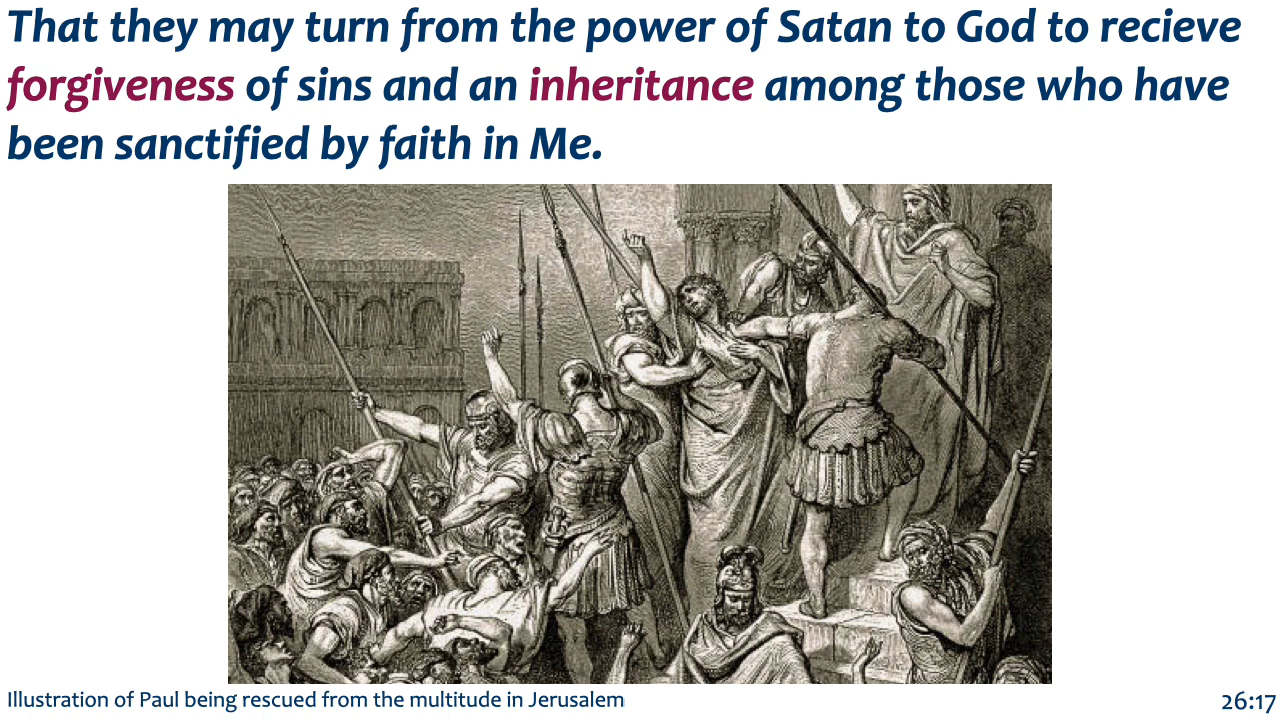 That they may turn from the power of Satan to God to recieve
forgiveness of sins and an inheritance among those who have
been sanctified by faith in Me.
Illustration of Paul being rescued from the multitude in Jerusalem
26:17